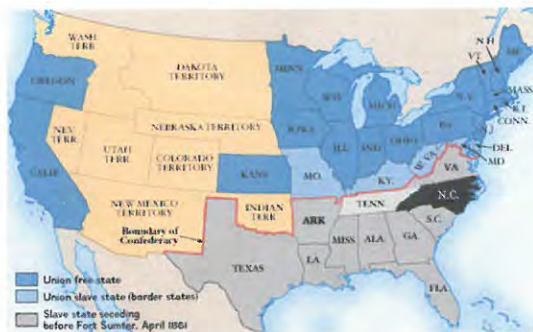 WASH.
TERR.
OREGON
DAKOTA
TERRITORY
MINN.
WIS.
MICH.
VT.
N.H.
ME.
MASS.
R.I.
CONN.
N.Y.
PA.
N.J.
DEL.
MD.
NEV.
TERR.
UTAH
TERR.
NEBRASKA TERRITORY
COLORADO
TERRITORY
IOWA
ILL.
IND.
OHIO
W.VA.
VA.
CALIF.
KANS.
MO.
KY.
N.C.
TENN.
NEW MEXICO
TERRITORY
INDIAN
TERR.
ARK
S.C.
Boundary of
Confederacy
TEXAS
LA
MISS
ALA
GA.
FLA
Union free state
Union slave state (border states)
Slave state seceding
before Fort Sumter, April 1861